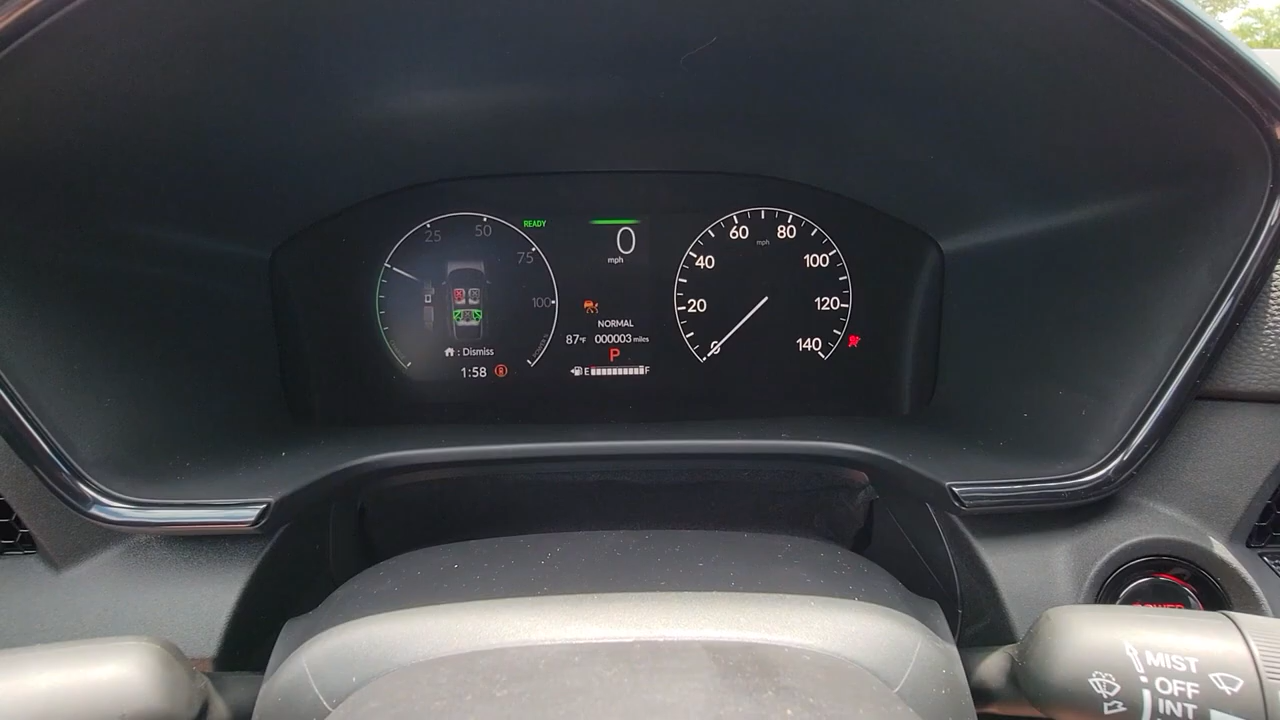 25
50
75
100
READY
POWER %
0
mph
NORMAL
87°F 000003 miles
P
E F
: Dismiss
1:58
0
20
40
60
80
100
120
140
mph
POWER
MIST
OFF
INT